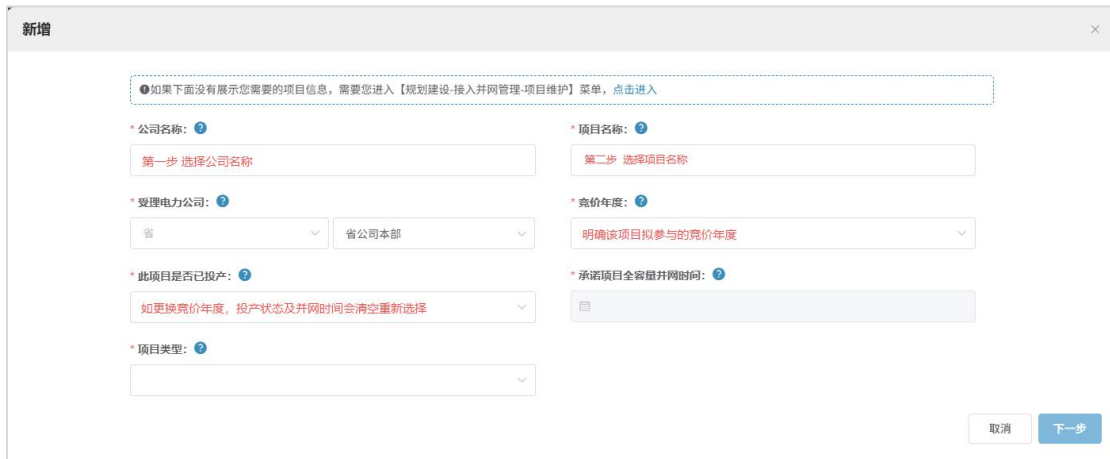 新增
如果下面没有展示您需要的项目信息，需要您进入【规划建设-接入并网管理-项目维护】菜单，点击进入
* 公司名称：
* 项目名称：
第一步 选择公司名称
第二步 选择项目名称
* 受理电力公司：
* 竞价年度：
省
省公司本部
明确该项目拟参与的竞价年度
* 此项目是否已投产：
* 承诺项目全容量并网时间：
如更换竞价年度，投产状态及并网时间会清空重新选择
* 项目类型：
取消
下一步